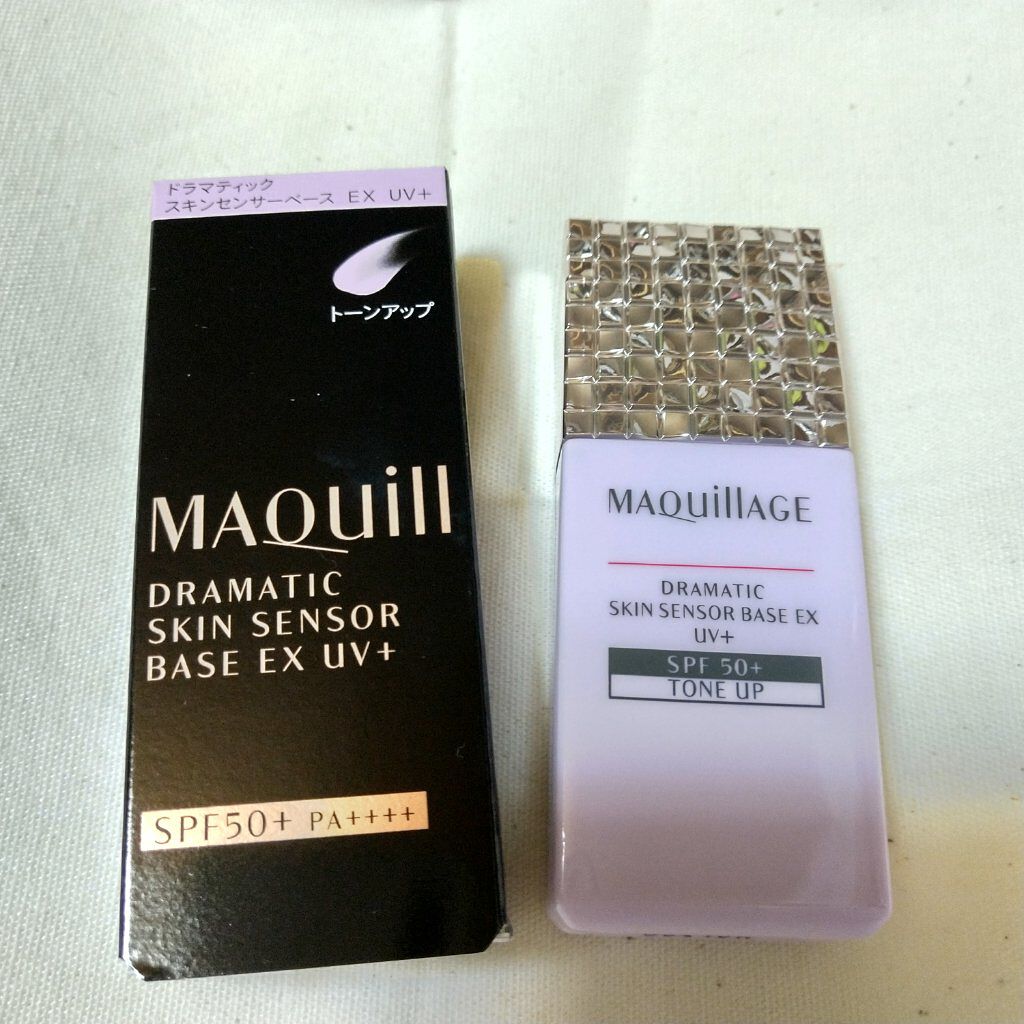 ドラマティック
スキンセンサーベース EX UV+
トーンアップ
MAQuill
DRAMATIC
SKIN SENSOR
BASE EX UV+
SPF50+ PA++++
MAQuillAGE
DRAMATIC
SKIN SENSOR BASE EX
UV+
SPF 50+
TONE UP